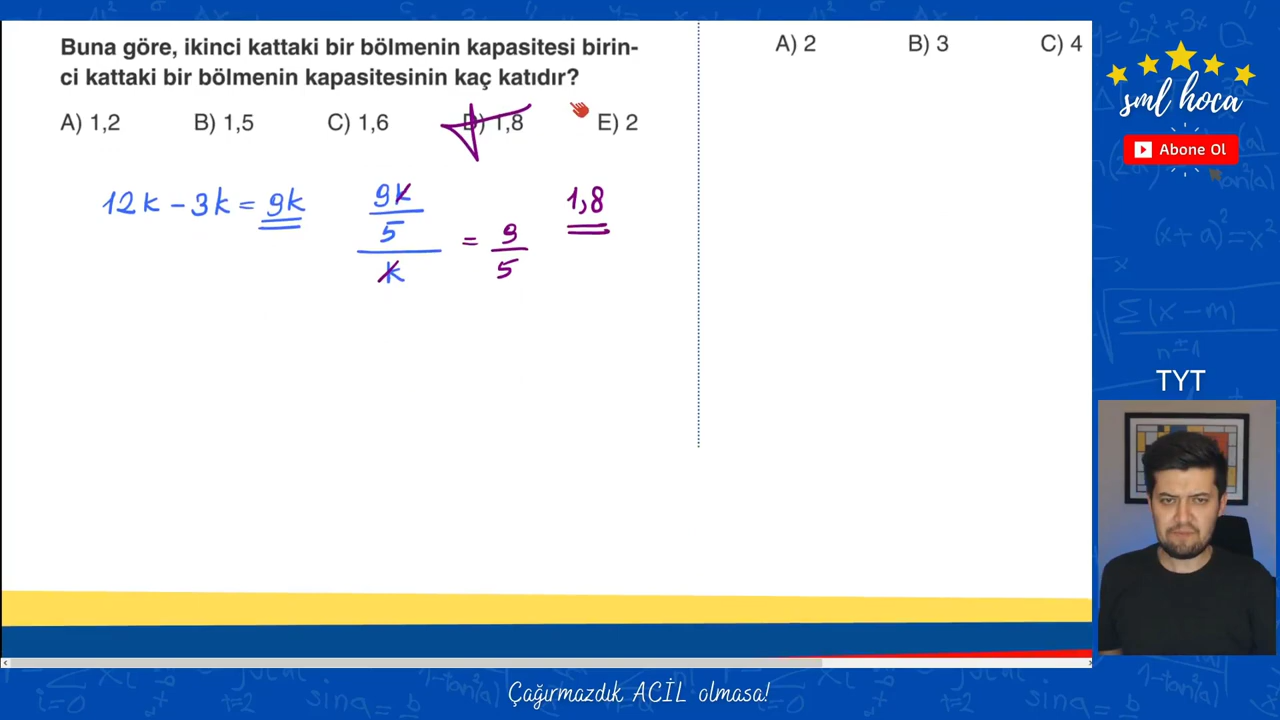 Buna göre, ikinci kattaki bir bölmenin kapasitesi birin-
ci kattaki bir bölmenin kapasitesinin kaç katıdır?
A) 1,2 B) 1,5 C) 1,6 D) 1,8 E) 2
12k - 3k = 9k
9k
5
k
= 9
5
1,8
A) 2 B) 3 C) 4
sml hoca
Abone Ol
TYT
Çağırmazdık ACİL olmasa!